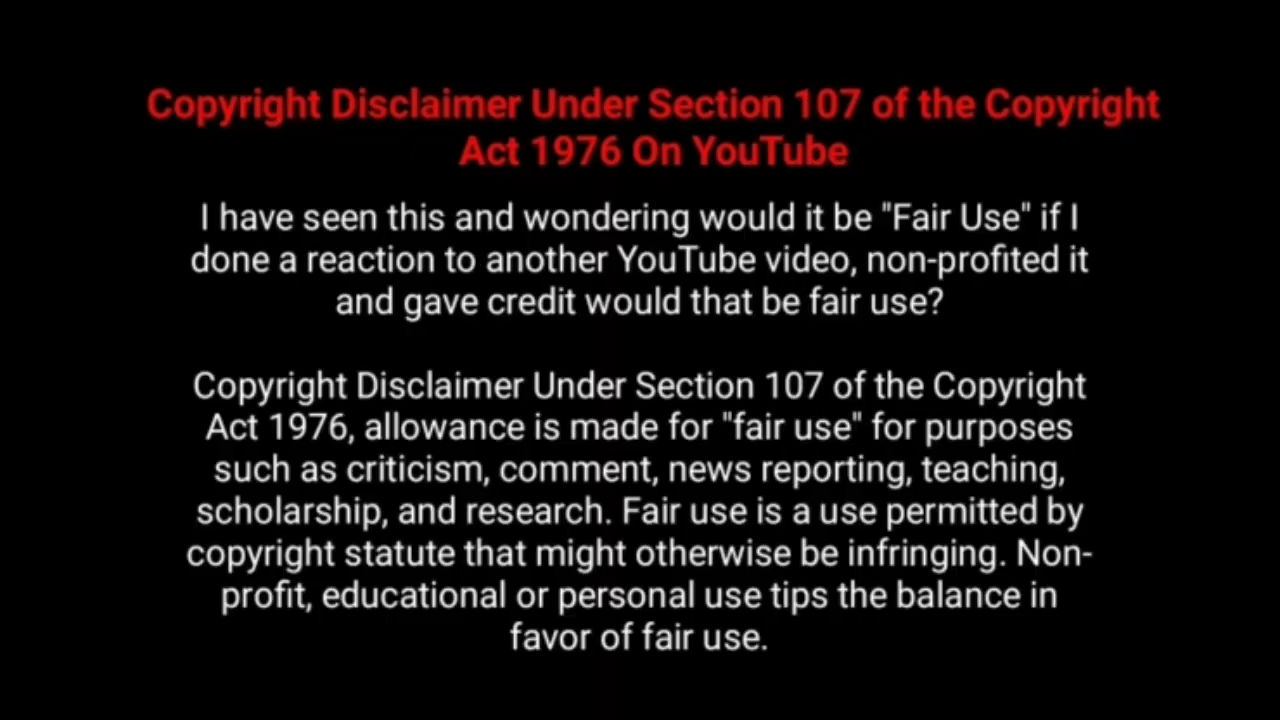 Copyright Disclaimer Under Section 107 of the Copyright
Act 1976 On YouTube
I have seen this and wondering would it be "Fair Use" if I
done a reaction to another YouTube video, non-profited it
and gave credit would that be fair use?
Copyright Disclaimer Under Section 107 of the Copyright
Act 1976, allowance is made for "fair use" for purposes
such as criticism, comment, news reporting, teaching,
scholarship, and research. Fair use is a use permitted by
copyright statute that might otherwise be infringing. Non-
profit, educational or personal use tips the balance in
favor of fair use.